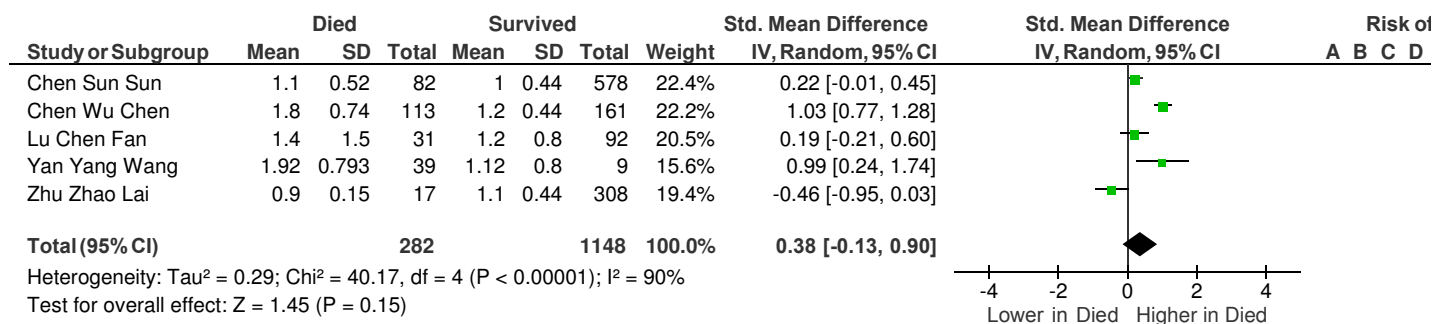 Died Survived Std. Mean Difference Std. Mean Difference Risk of
Study or Subgroup Mean SD Total Mean SD Total Weight IV, Random, 95% CI IV, Random, 95% CI A B C D
Chen Sun Sun 1.1 0.52 82 1 0.44 578 22.4% 0.22 [-0.01, 0.45]
Chen Wu Chen 1.8 0.74 113 1.2 0.44 161 22.2% 1.03 [0.77, 1.28]
Lu Chen Fan 1.4 1.5 31 1.2 0.8 92 20.5% 0.19 [-0.21, 0.60]
Yan Yang Wang 1.92 0.793 39 1.12 0.8 9 15.6% 0.99 [0.24, 1.74]
Zhu Zhao Lai 0.9 0.15 17 1.1 0.44 308 19.4% -0.46 [-0.95, 0.03]
Total (95% CI) 282 1148 100.0% 0.38 [-0.13, 0.90]
Heterogeneity: Tau² = 0.29; Chi² = 40.17, df = 4 (P < 0.00001); I² = 90%
Test for overall effect: Z = 1.45 (P = 0.15)
-4 -2 0 2 4
Lower in Died Higher in Died